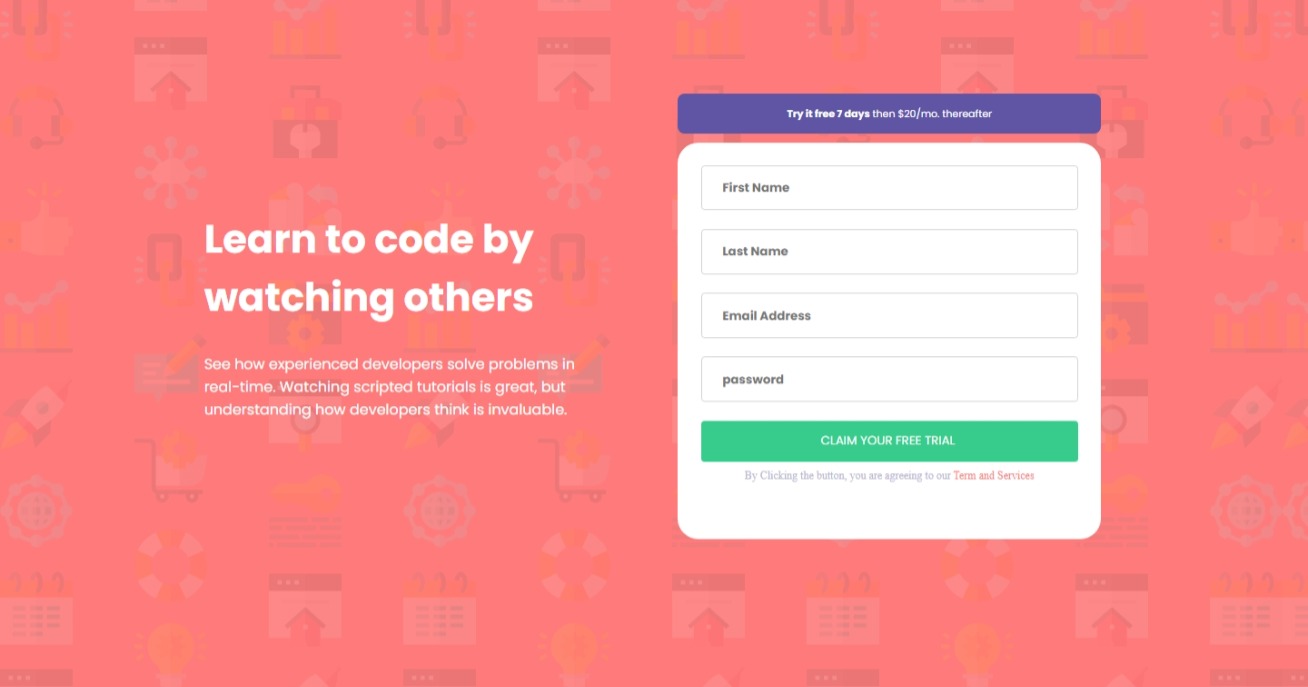 Learn to code by
watching others
See how experienced developers solve problems in
real-time. Watching scripted tutorials is great, but
understanding how developers think is invaluable.
Try it free 7 days then $20/mo. thereafter
First Name
Last Name
Email Address
password
CLAIM YOUR FREE TRIAL
By Clicking the button, you are agreeing to our Term and Services